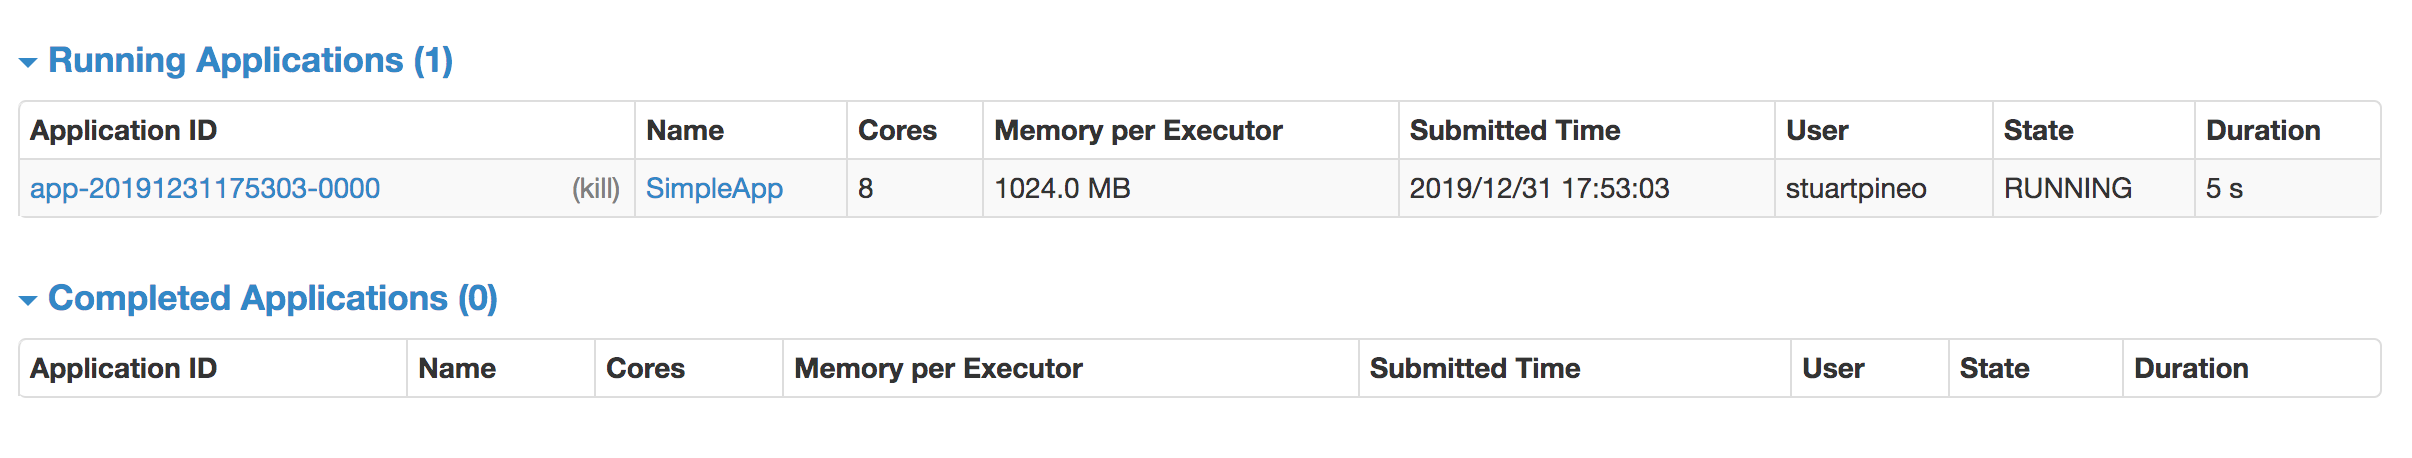 Running Applications (1)
Application ID Name Cores Memory per Executor Submitted Time User State Duration
app-20191231175303-0000 (kill) SimpleApp 8 1024.0 MB 2019/12/31 17:53:03 stuartpineo RUNNING 5 s
Completed Applications (0)
Application ID Name Cores Memory per Executor Submitted Time User State Duration